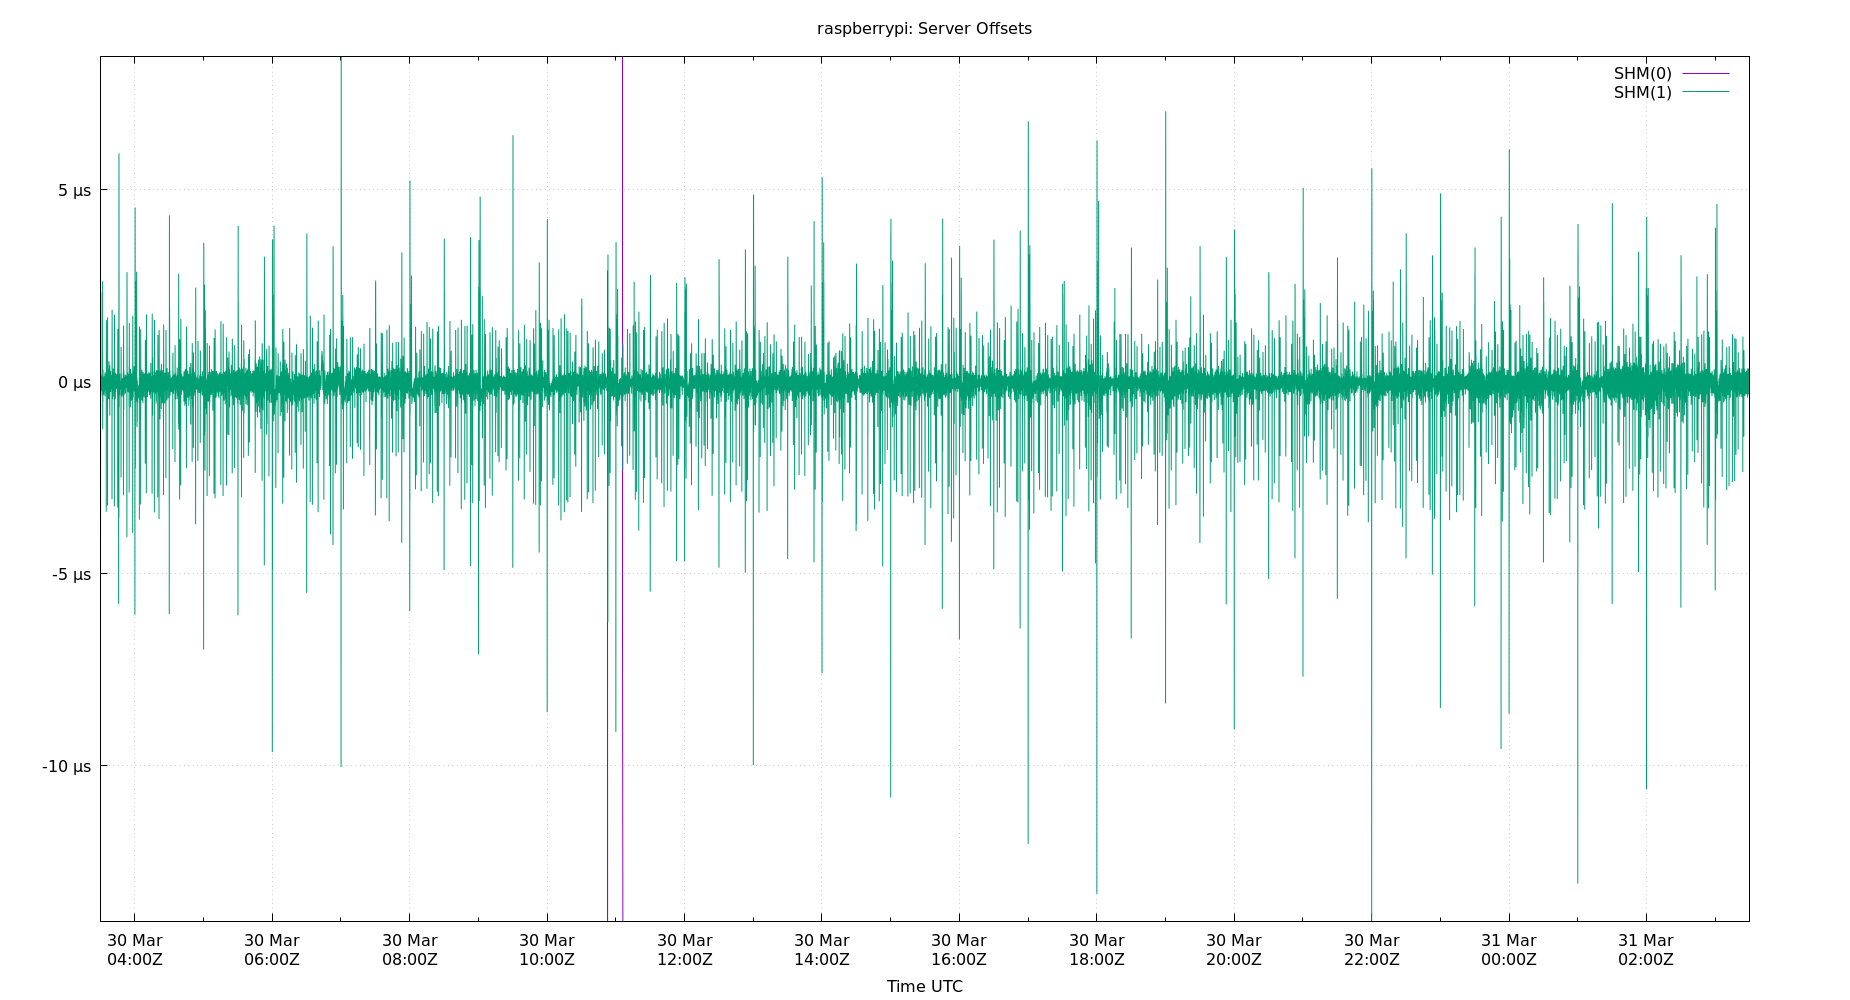 raspberrypi: Server Offsets
SHM(0)
SHM(1)
5 µs
0 µs
-5 µs
-10 µs
30 Mar 30 Mar 30 Mar 30 Mar 30 Mar 30 Mar 30 Mar 30 Mar 30 Mar 30 Mar 31 Mar 31 Mar
04:00Z 06:00Z 08:00Z 10:00Z 12:00Z 14:00Z 16:00Z 18:00Z 20:00Z 22:00Z 00:00Z 02:00Z
Time UTC